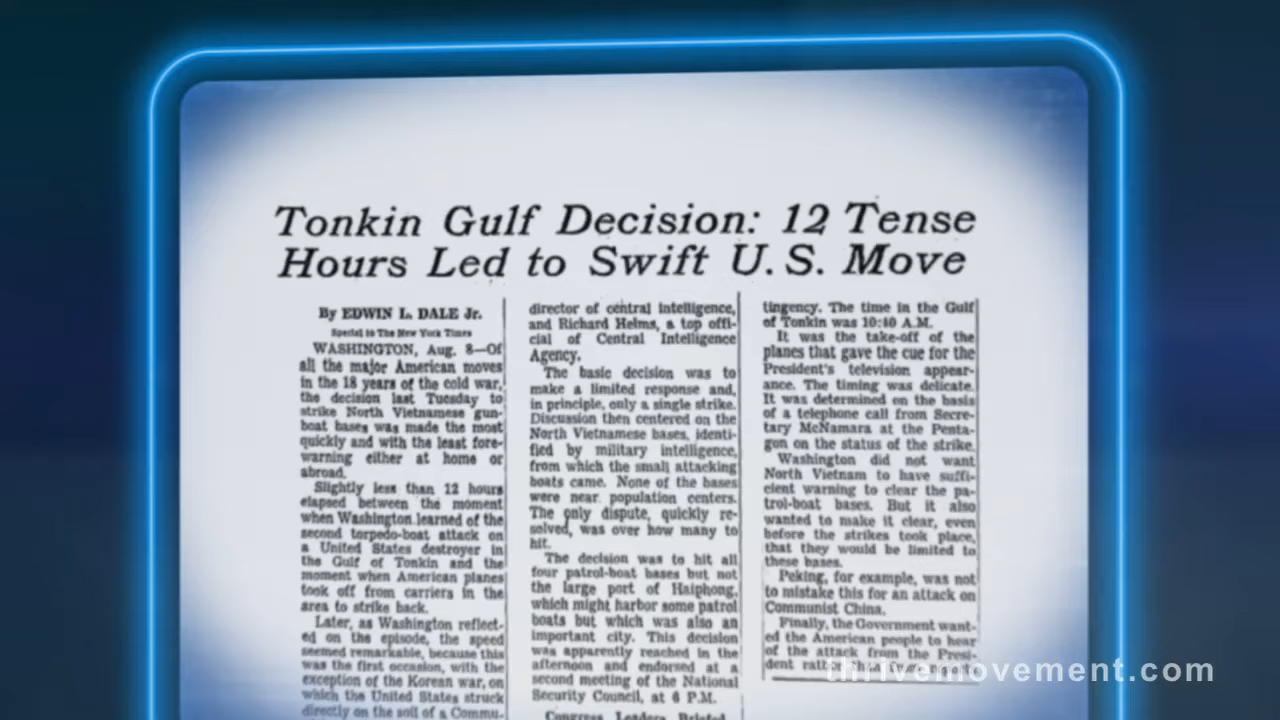 Tonkin Gulf Decision: 12 Tense
Hours Led to Swift U.S. Move
By EDWIN L. DALE Jr.
Special to The New York Times
WASHINGTON, Aug. 8—Of
all the major American moves
in the 18 years of the cold war,
the decision last Tuesday to
strike North Vietnamese gun-
boat bases was made the most
quickly and with the least fore-
warning either at home or
abroad.
Slightly less than 12 hours
elapsed between the moment
when Washington learned of the
second torpedo-boat attack on
a United States destroyer in
the Gulf of Tonkin and the
moment when American planes
took off from carriers in the
area to strike back.
Later, as Washington reflect-
ed on the episode, the speed
seemed remarkable, because this
was the first occasion, with the
exception of the Korean war, on
which the United States struck
directly on the soil of a Commu-
director of central intelligence,
and Richard Helms, a top offi-
cial of Central Intelligence
Agency.
The basic decision was to
make a limited response and,
in principle, only a single strike.
Discussion then centered on the
North Vietnamese bases, identi-
fied by military intelligence,
from which the small attacking
boats came. None of the bases
were near population centers.
The only dispute, quickly re-
solved, was over how many to
hit.
The decision was to hit all
four patrol-boat bases but not
the large port of Haiphong,
which might harbor some patrol
boats but which was also an
important city. This decision
was apparently reached in the
afternoon and endorsed at a
second meeting of the National
Security Council, at 6 P.M.
Congress Leaders Briefed
tingency. The time in the Gulf
of Tonkin was 10:40 A.M.
It was the take-off of the
planes that gave the cue for the
President's television appear-
ance. The timing was delicate.
It was determined on the basis
of a telephone call from Secre-
tary McNamara at the Penta-
gon on the status of the strike.
Washington did not want
North Vietnam to have suffi-
cient warning to clear the pa-
trol-boat bases. But it also
wanted to make it clear, even
before the strikes took place,
that they would be limited to
these bases.
Peking, for example, was not
to mistake this for an attack on
Communist China.
Finally, the Government want-
ed the American people to hear
of the attack from the Presi-
dent
thrivemovement.com